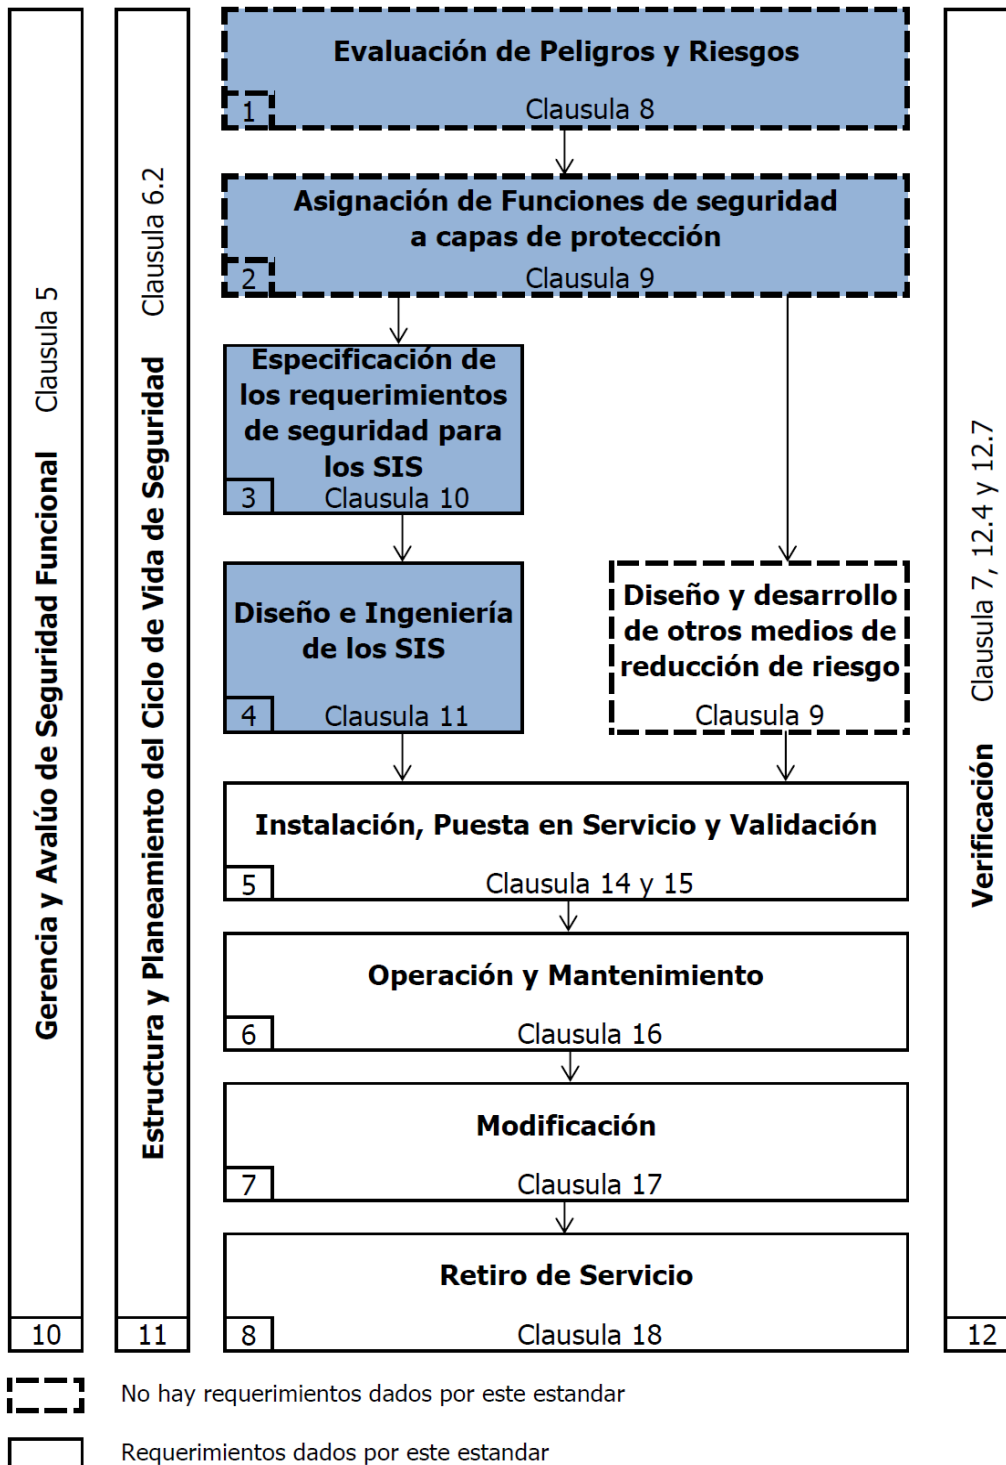 Gerencia y Avalúo de Seguridad Funcional Clausula 5
10
Estructura y Planeamiento del Ciclo de Vida de Seguridad Clausula 6.2
11
Evaluación de Peligros y Riesgos
1
Clausula 8
Asignación de Funciones de seguridad
a capas de protección
2
Clausula 9
Especificación de
los requerimientos
de seguridad para
los SIS
3
Clausula 10
Diseño e Ingeniería
de los SIS
4
Clausula 11
Diseño y desarrollo
de otros medios de
reducción de riesgo
Clausula 9
Instalación, Puesta en Servicio y Validación
5
Clausula 14 y 15
Operación y Mantenimiento
6
Clausula 16
Modificación
7
Clausula 17
Retiro de Servicio
8
Clausula 18
Verificación Clausula 7, 12.4 y 12.7
12
No hay requerimientos dados por este estandar
Requerimientos dados por este estandar